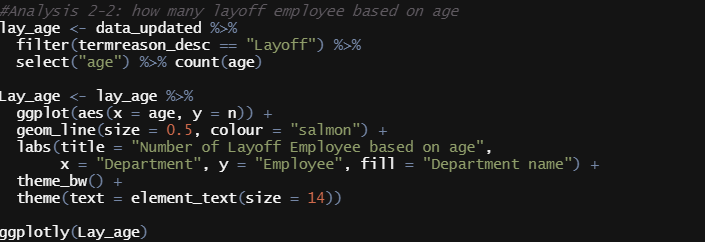 #Analysis 2-2: how many layoff employee based on age
lay_age <- data_updated %>%
  filter(termreason_desc == "Layoff") %>%
  select("age") %>% count(age)

Lay_age <- lay_age %>%
  ggplot(aes(x = age, y = n)) +
  geom_line(size = 0.5, colour = "salmon") +
  labs(title = "Number of Layoff Employee based on age",
       x = "Department", y = "Employee", fill = "Department name") +
  theme_bw() +
  theme(text = element_text(size = 14))

ggplotly(Lay_age)